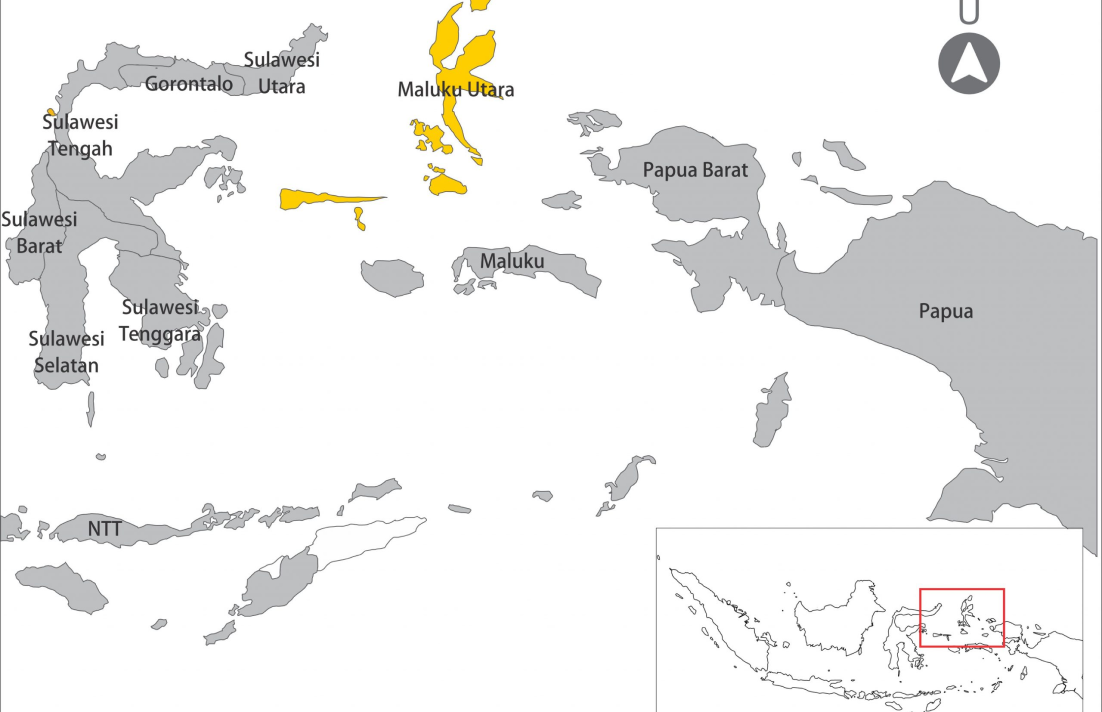 Sulawesi
Utara
Gorontalo
Maluku Utara
Sulawesi
Tengah
Papua Barat
Sulawesi
Barat
Maluku
Sulawesi
Tenggara
Papua
Sulawesi
Selatan
NTT